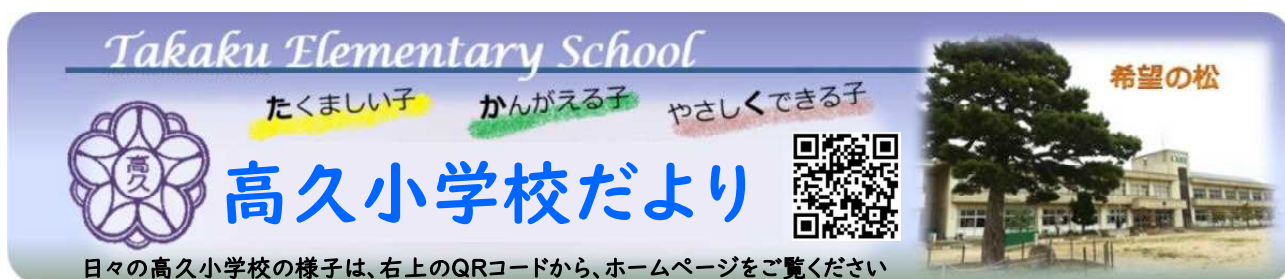 Takaku Elementary School
たくましい子 かんがえる子 やさしくできる子
希望の松
高久
高久小学校だより
日々の高久小学校の様子は、右上のQRコードから、ホームページをご覧ください